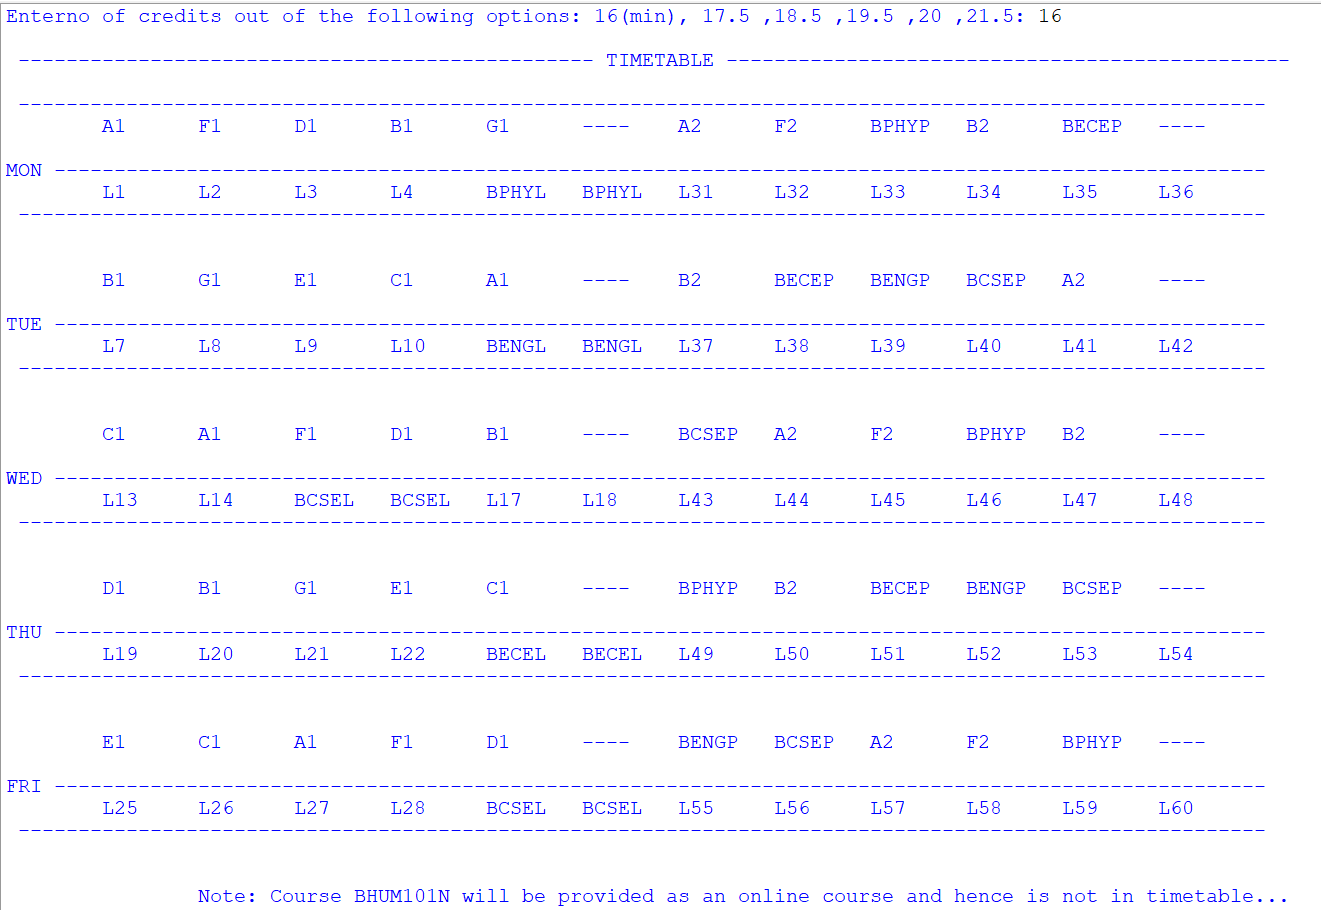 Enterno of credits out of the following options: 16(min), 17.5 ,18.5 ,19.5 ,20 ,21.5: 16
------------------------------------------------ TIMETABLE -----------------------------------------------
--------------------------------------------------------------------------------------------------------
A1 F1 D1 B1 G1 ---- A2 F2 BPHYP B2 BECEP ----
MON -----------------------------------------------------------------------------------------------------
L1 L2 L3 L4 BPHYL BPHYL L31 L32 L33 L34 L35 L36
--------------------------------------------------------------------------------------------------------
B1 G1 E1 C1 A1 ---- B2 BECEP BENGP BCSEP A2 ----
TUE -----------------------------------------------------------------------------------------------------
L7 L8 L9 L10 BENGL BENGL L37 L38 L39 L40 L41 L42
--------------------------------------------------------------------------------------------------------
C1 A1 F1 D1 B1 ---- BCSEP A2 F2 BPHYP B2 ----
WED -----------------------------------------------------------------------------------------------------
L13 L14 BCSEL BCSEL L17 L18 L43 L44 L45 L46 L47 L48
--------------------------------------------------------------------------------------------------------
D1 B1 G1 E1 C1 ---- BPHYP B2 BECEP BENGP BCSEP ----
THU -----------------------------------------------------------------------------------------------------
L19 L20 L21 L22 BECEL BECEL L49 L50 L51 L52 L53 L54
--------------------------------------------------------------------------------------------------------
E1 C1 A1 F1 D1 ---- BENGP BCSEP A2 F2 BPHYP ----
FRI -----------------------------------------------------------------------------------------------------
L25 L26 L27 L28 BCSEL BCSEL L55 L56 L57 L58 L59 L60
--------------------------------------------------------------------------------------------------------
Note: Course BHUM101N will be provided as an online course and hence is not in timetable...